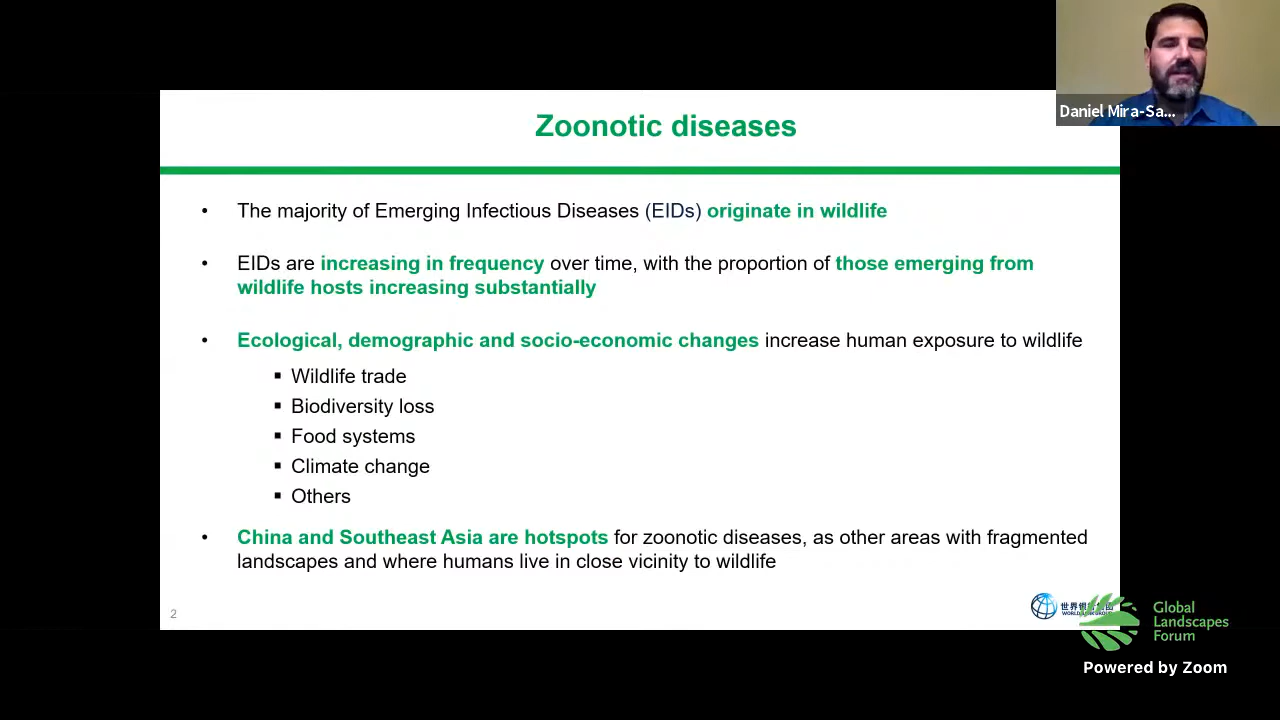 Daniel Mira-Sa...
Zoonotic diseases
• The majority of Emerging Infectious Diseases (EIDs) originate in wildlife
• EIDs are increasing in frequency over time, with the proportion of those emerging from
wildlife hosts increasing substantially
• Ecological, demographic and socio-economic changes increase human exposure to wildlife
▪ Wildlife trade
▪ Biodiversity loss
▪ Food systems
▪ Climate change
▪ Others
• China and Southeast Asia are hotspots for zoonotic diseases, as other areas with fragmented
landscapes and where humans live in close vicinity to wildlife
2
世界银
Global
Landscapes
Forum
Powered by Zoom